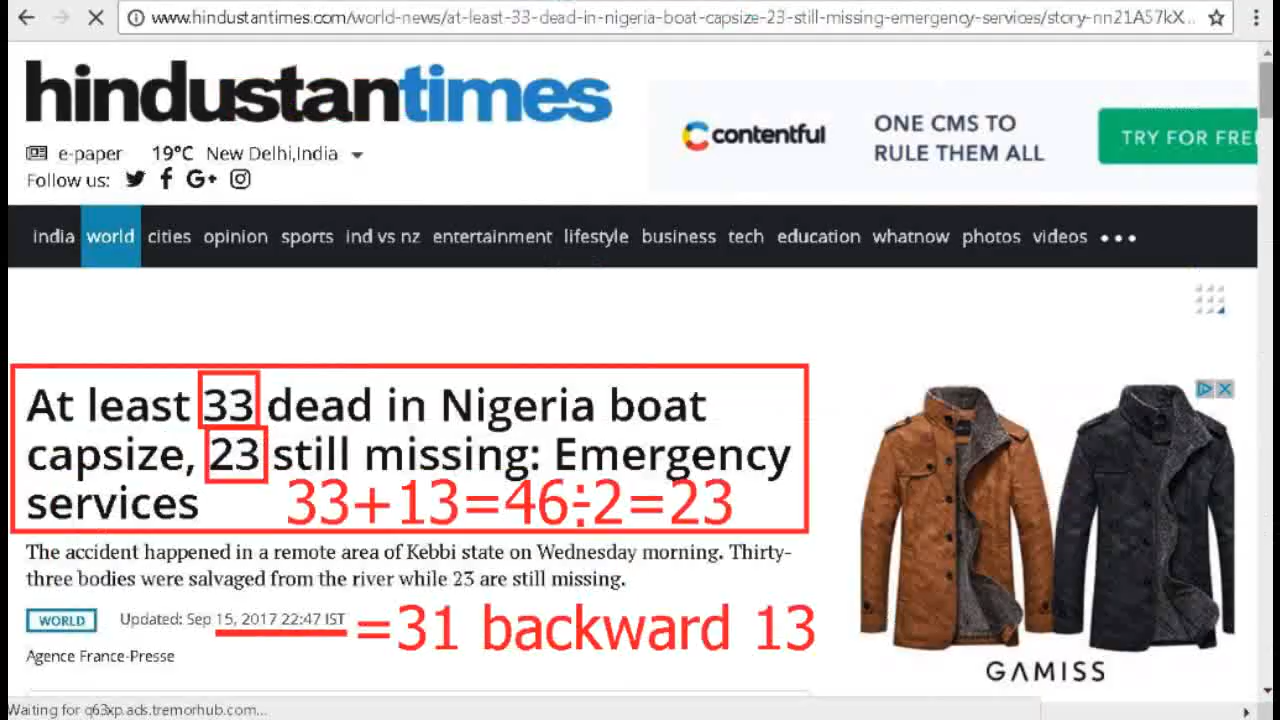 www.hindustantimes.com/world-news/at-least-33-dead-in-nigeria-boat-capsize-23-still-missing-emergency-services/story-nn21A57kX...
hindustantimes
e-paper 19°C New Delhi,India
Follow us:
contentful
ONE CMS TO
RULE THEM ALL
TRY FOR FREE
india world cities opinion sports ind vs nz entertainment lifestyle business tech education whatnow photos videos •••
At least 33 dead in Nigeria boat
capsize, 23 still missing: Emergency
services
33+13=46÷2=23
The accident happened in a remote area of Kebbi state on Wednesday morning. Thirty-
three bodies were salvaged from the river while 23 are still missing.
WORLD Updated: Sep 15, 2017 22:47 IST
=31 backward 13
Agence France-Presse
GAMISS
Waiting for q63xp.ads.tremorhub.com...